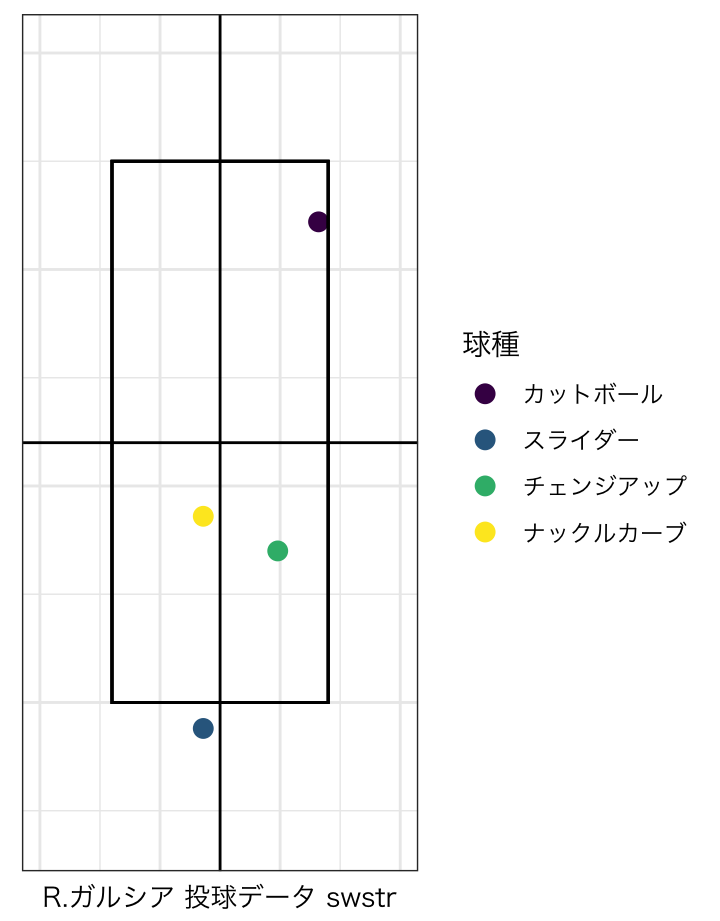 球種
カットボール
スライダー
チェンジアップ
ナックルカーブ
R.ガルシア 投球データ swstr